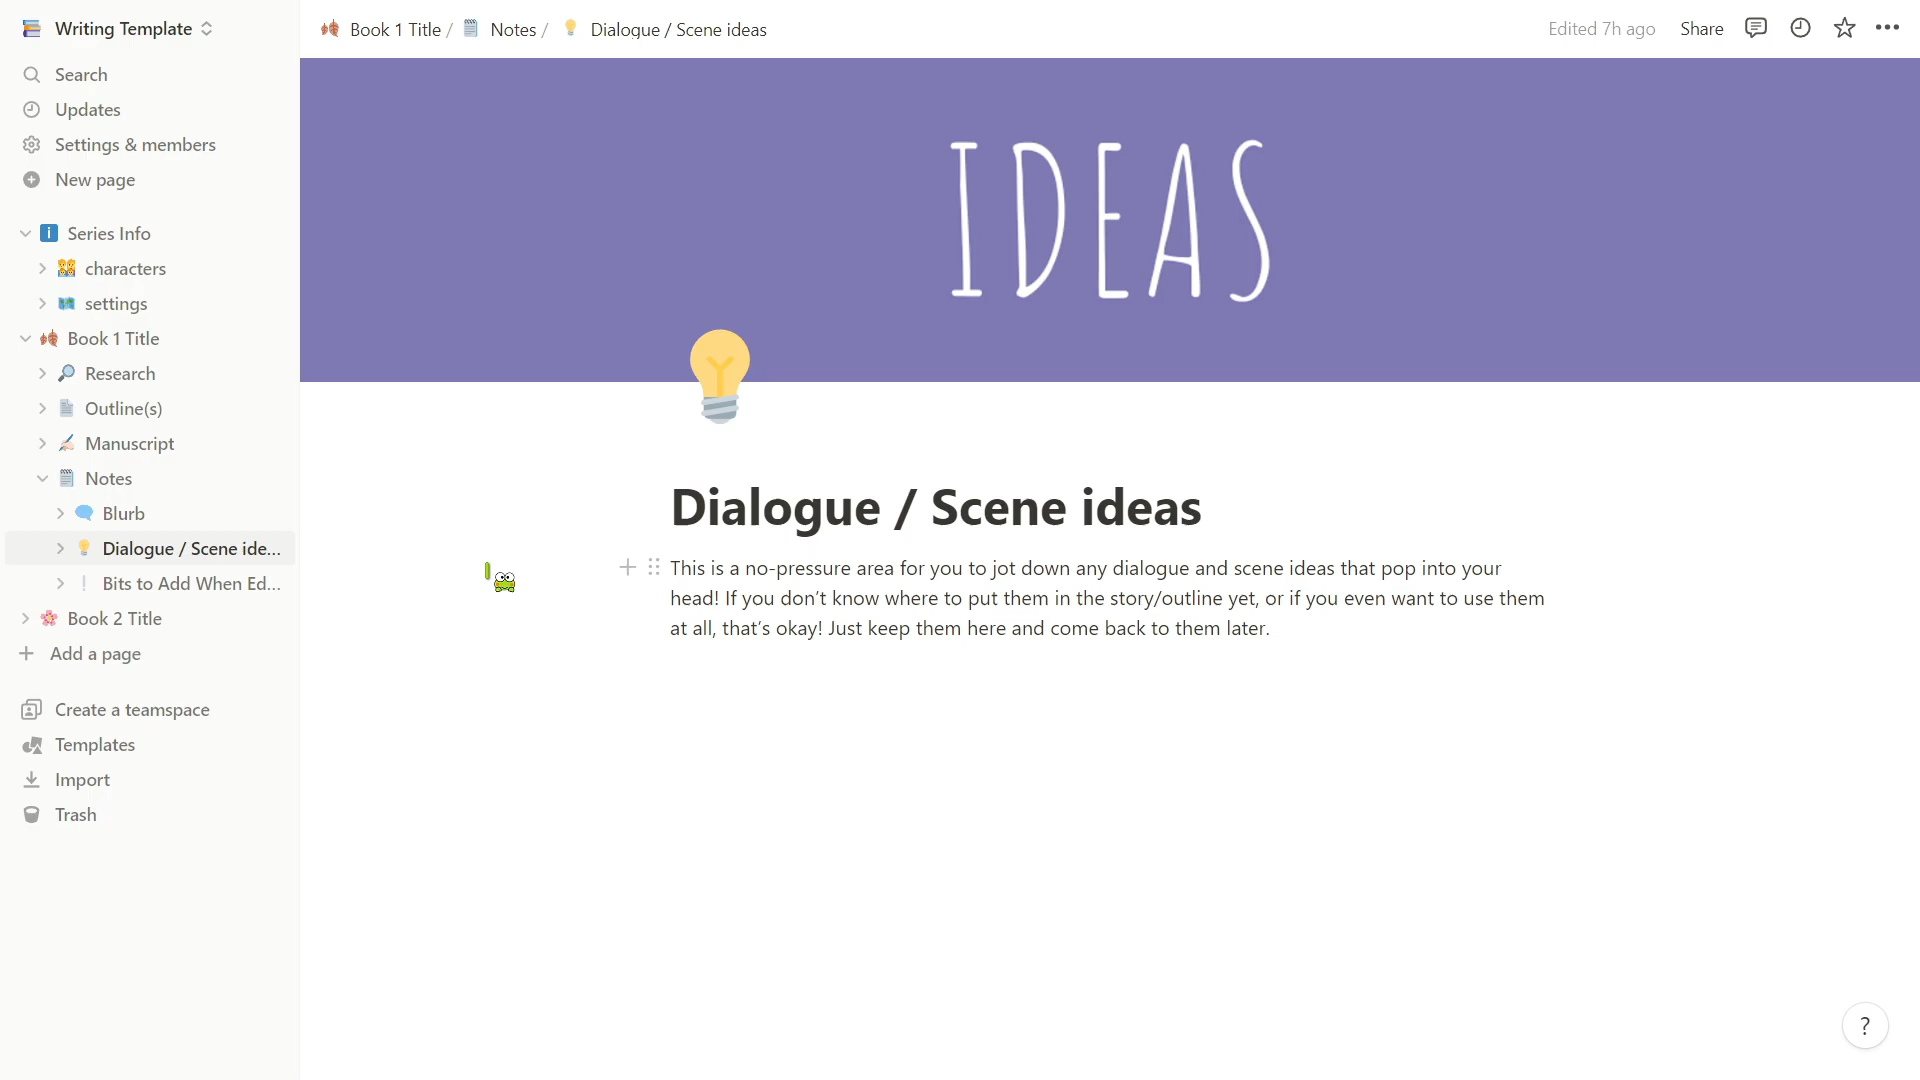 Writing Template
Search
Updates
Settings & members
New page
Series Info
characters
settings
Book 1 Title
Research
Outline(s)
Manuscript
Notes
Blurb
Dialogue / Scene ide...
Bits to Add When Ed...
Book 2 Title
Add a page
Create a teamspace
Templates
Import
Trash
Book 1 Title / Notes / Dialogue / Scene ideas
Edited 7h ago Share
IDEAS
Dialogue / Scene ideas
This is a no-pressure area for you to jot down any dialogue and scene ideas that pop into your
head! If you don't know where to put them in the story/outline yet, or if you even want to use them
at all, that's okay! Just keep them here and come back to them later.
?